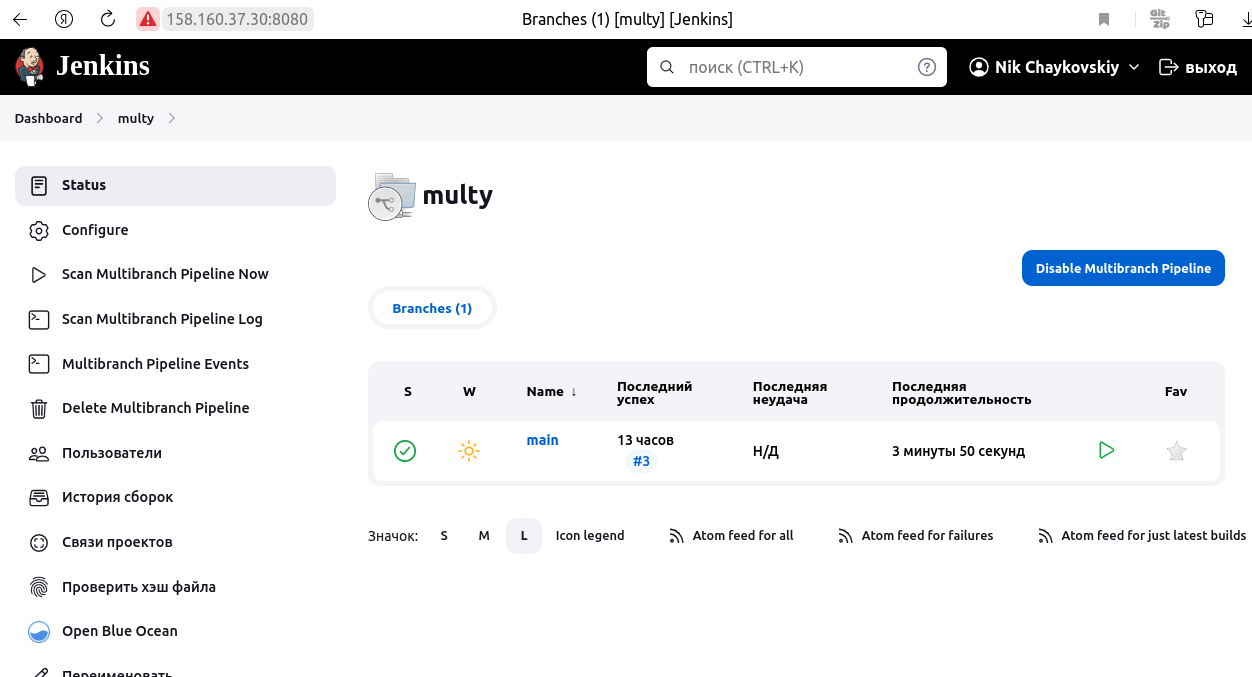 158.160.37.30:8080
Branches (1) [multy] [Jenkins]
Git
Zip
Jenkins
поиск (CTRL+K)
Nik Chaykovskiy
выход
Dashboard
multy
Status
Configure
Scan Multibranch Pipeline Now
Scan Multibranch Pipeline Log
Multibranch Pipeline Events
Delete Multibranch Pipeline
Пользователи
История сборок
Связи проектов
Проверить хэш файла
Open Blue Ocean
Переименовать
multy
Disable Multibranch Pipeline
Branches (1)
S
W
Name ↓
Последний
успех
Последняя
неудача
Последняя
продолжительность
Fav
main
13 часов
#3
Н/Д
3 минуты 50 секунд
Значок:
S
M
L
Icon legend
Atom feed for all
Atom feed for failures
Atom feed for just latest builds